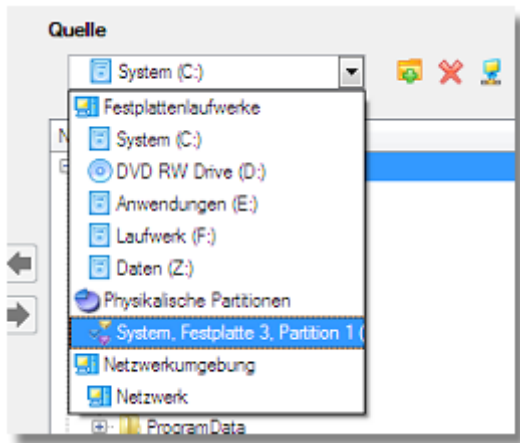 Quelle
System (C:)
Festplattenlaufwerke
N
System (C:)
DVD RW Drive (D:)
Anwendungen (E:)
Laufwerk (F:)
Daten (Z:)
Physikalische Partitionen
System, Festplatte 3, Partition 1 (
Netzwerkumgebung
Netzwerk
ProgramData